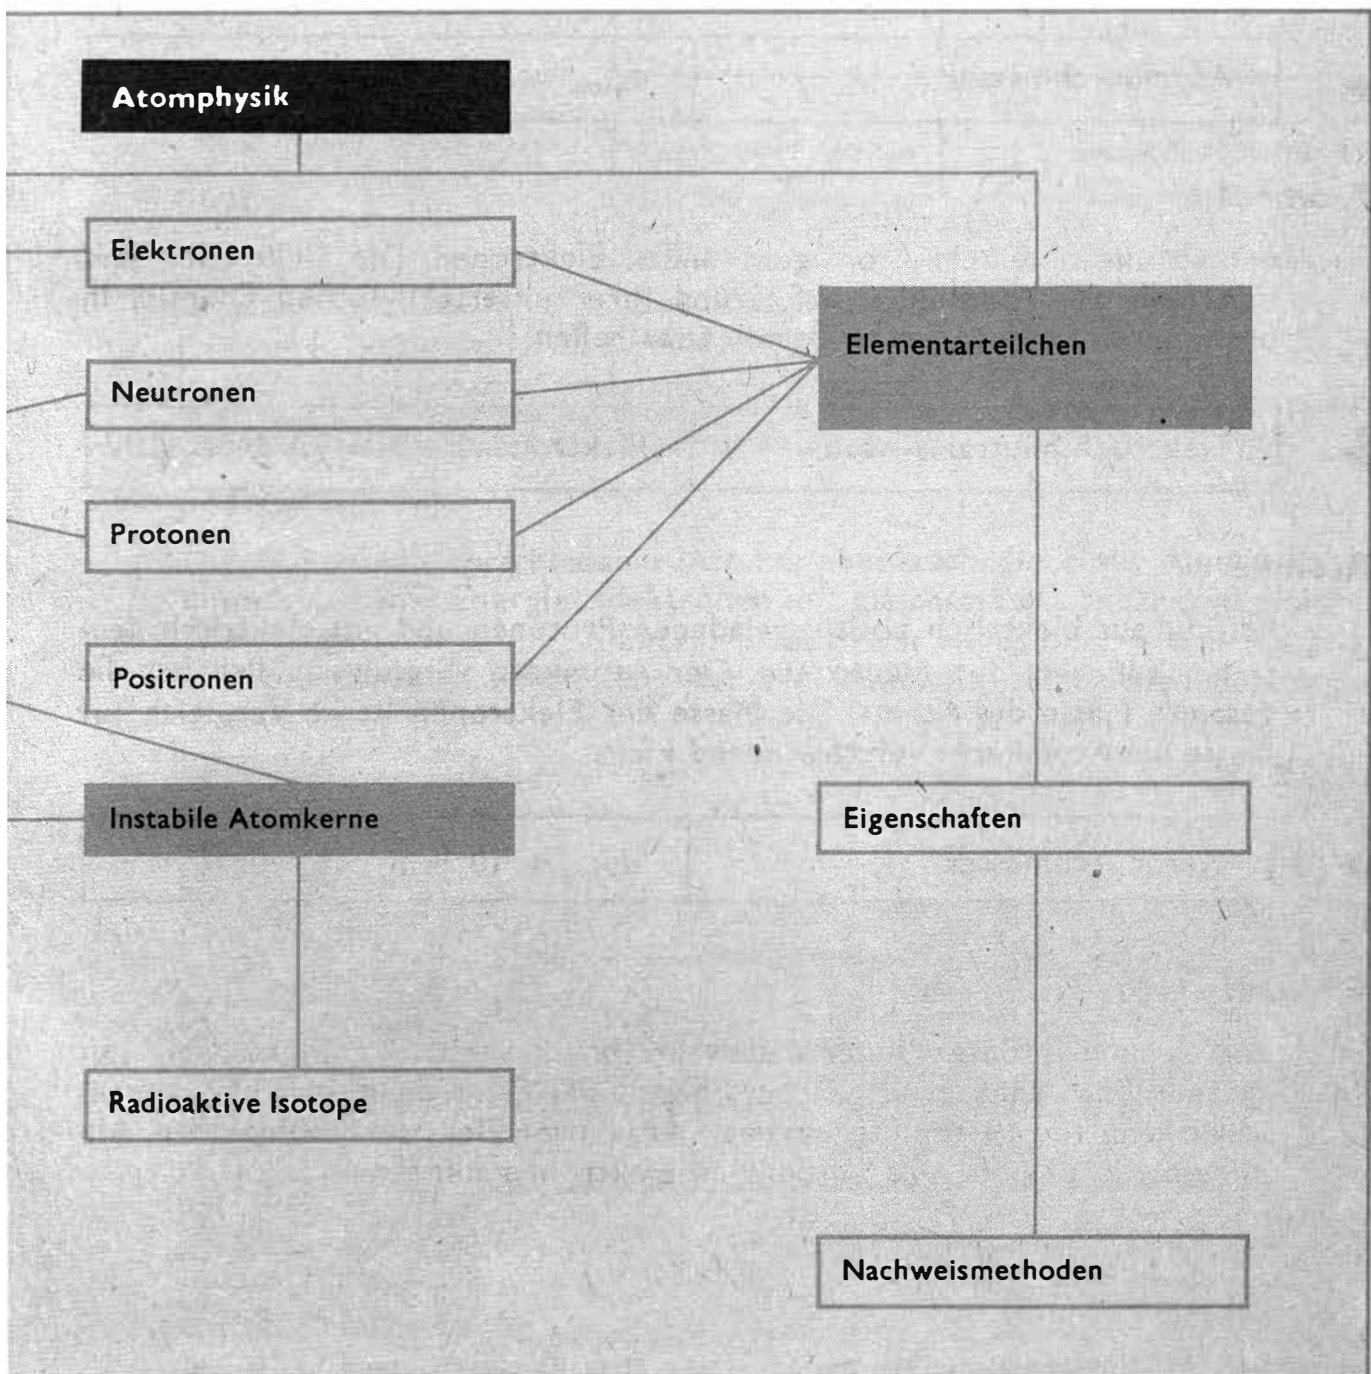 Atomphysik
Elektronen
Elementarteilchen
Neutronen
Protonen
Positronen
Instabile Atomkerne
Eigenschaften
Radioaktive Isotope
Nachweismethoden